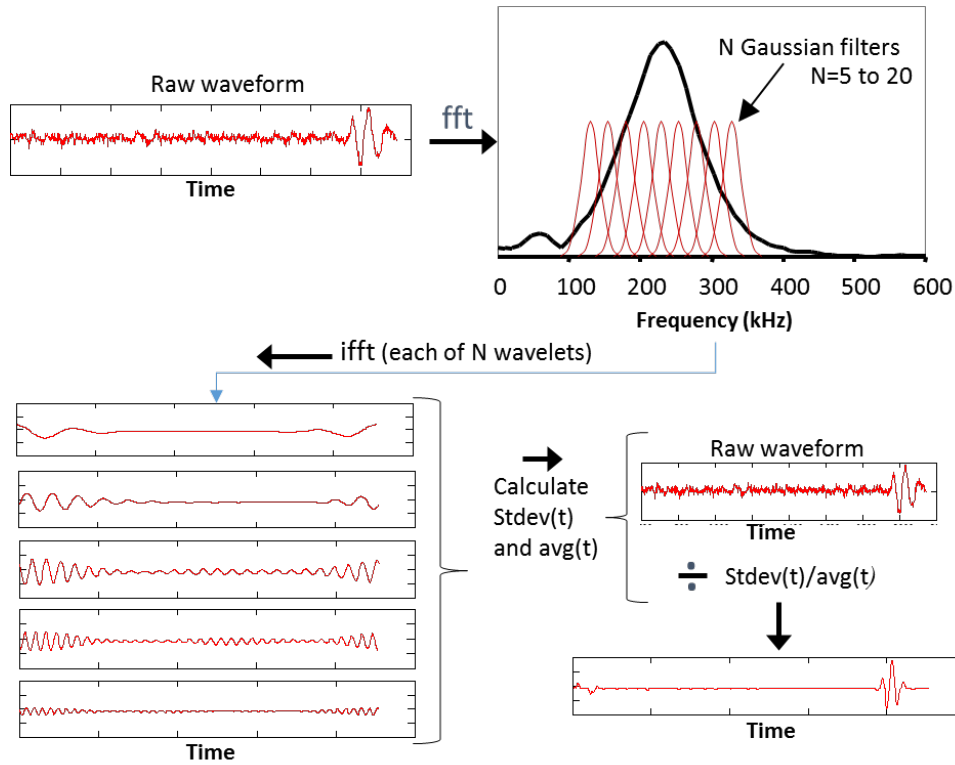 Raw waveform
Time
fft
N Gaussian filters
N=5 to 20
0 100 200 300 400 500 600
Frequency (kHz)
ifft (each of N wavelets)
Time
Calculate
Stdev(t)
and avg(t)
Raw waveform
Time
÷ Stdev(t)/avg(t)
Time